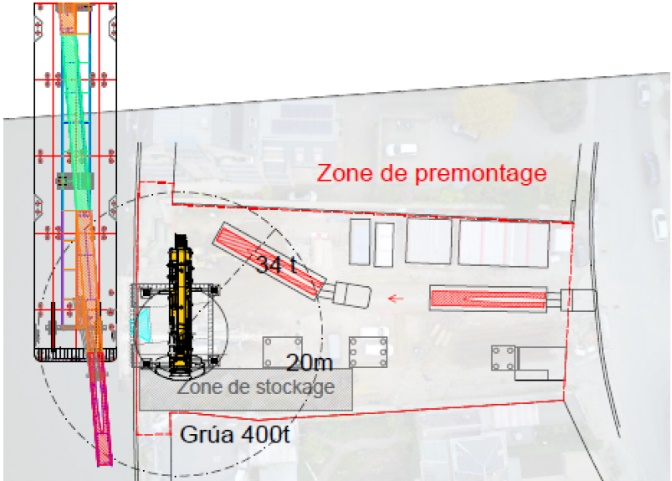 Zone de premontage
34 t
20m
Zone de stockage
Grúa 400t